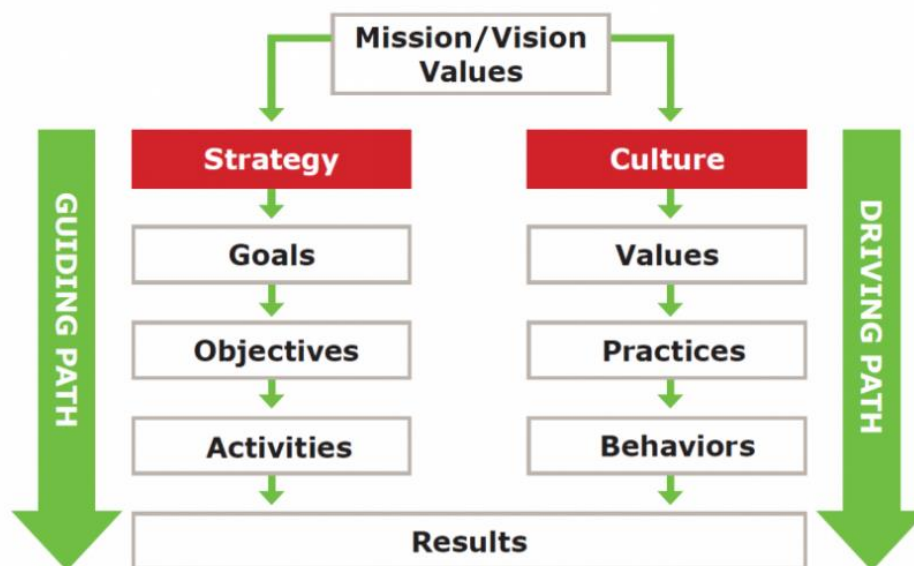 Mission/Vision
Values
Strategy
Culture
GUIDING PATH
DRIVING PATH
Goals
Values
Objectives
Practices
Activities
Behaviors
Results